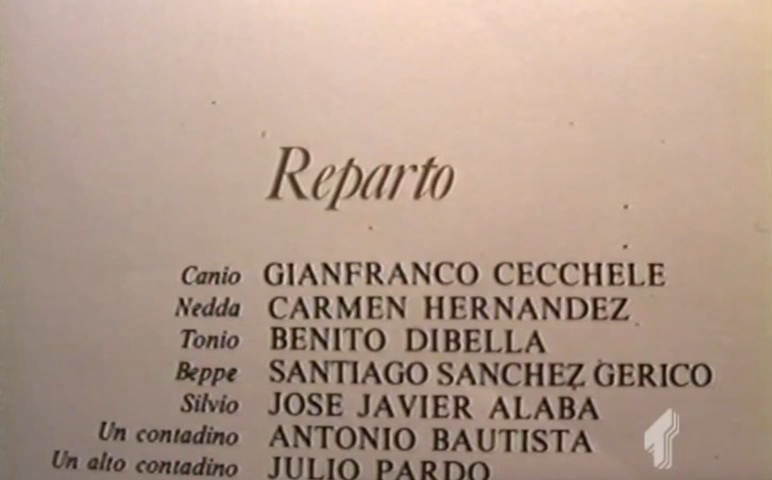 Reparto
Canio GIANFRANCO CECCHELE
Nedda CARMEN HERNANDEZ
Tonio BENITO DIBELLA
Beppe SANTIAGO SANCHEZ GERICO
Silvio JOSE JAVIER ALABA
Un contadino ANTONIO BAUTISTA
Un alto contadino JULIO PARDO